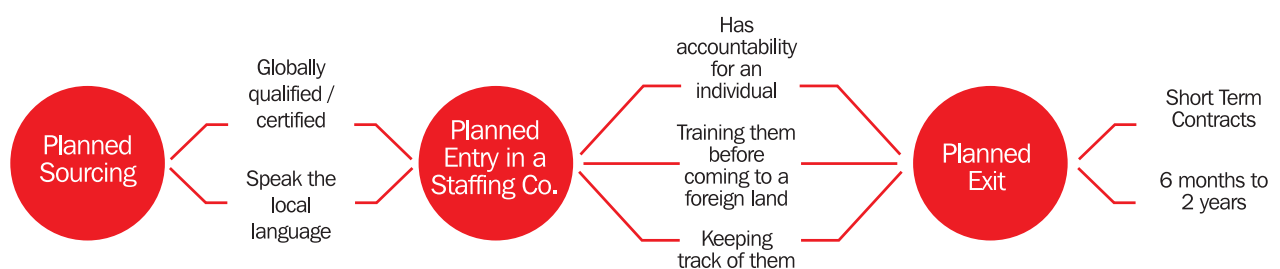 Planned
Sourcing
Globally
qualified /
certified
Speak the
local
language
Planned
Entry in a
Staffing Co.
Has
accountability
for an
individual
Training them
before
coming to a
foreign land
Keeping
track of them
Planned
Exit
Short Term
Contracts
6 months to
2 years